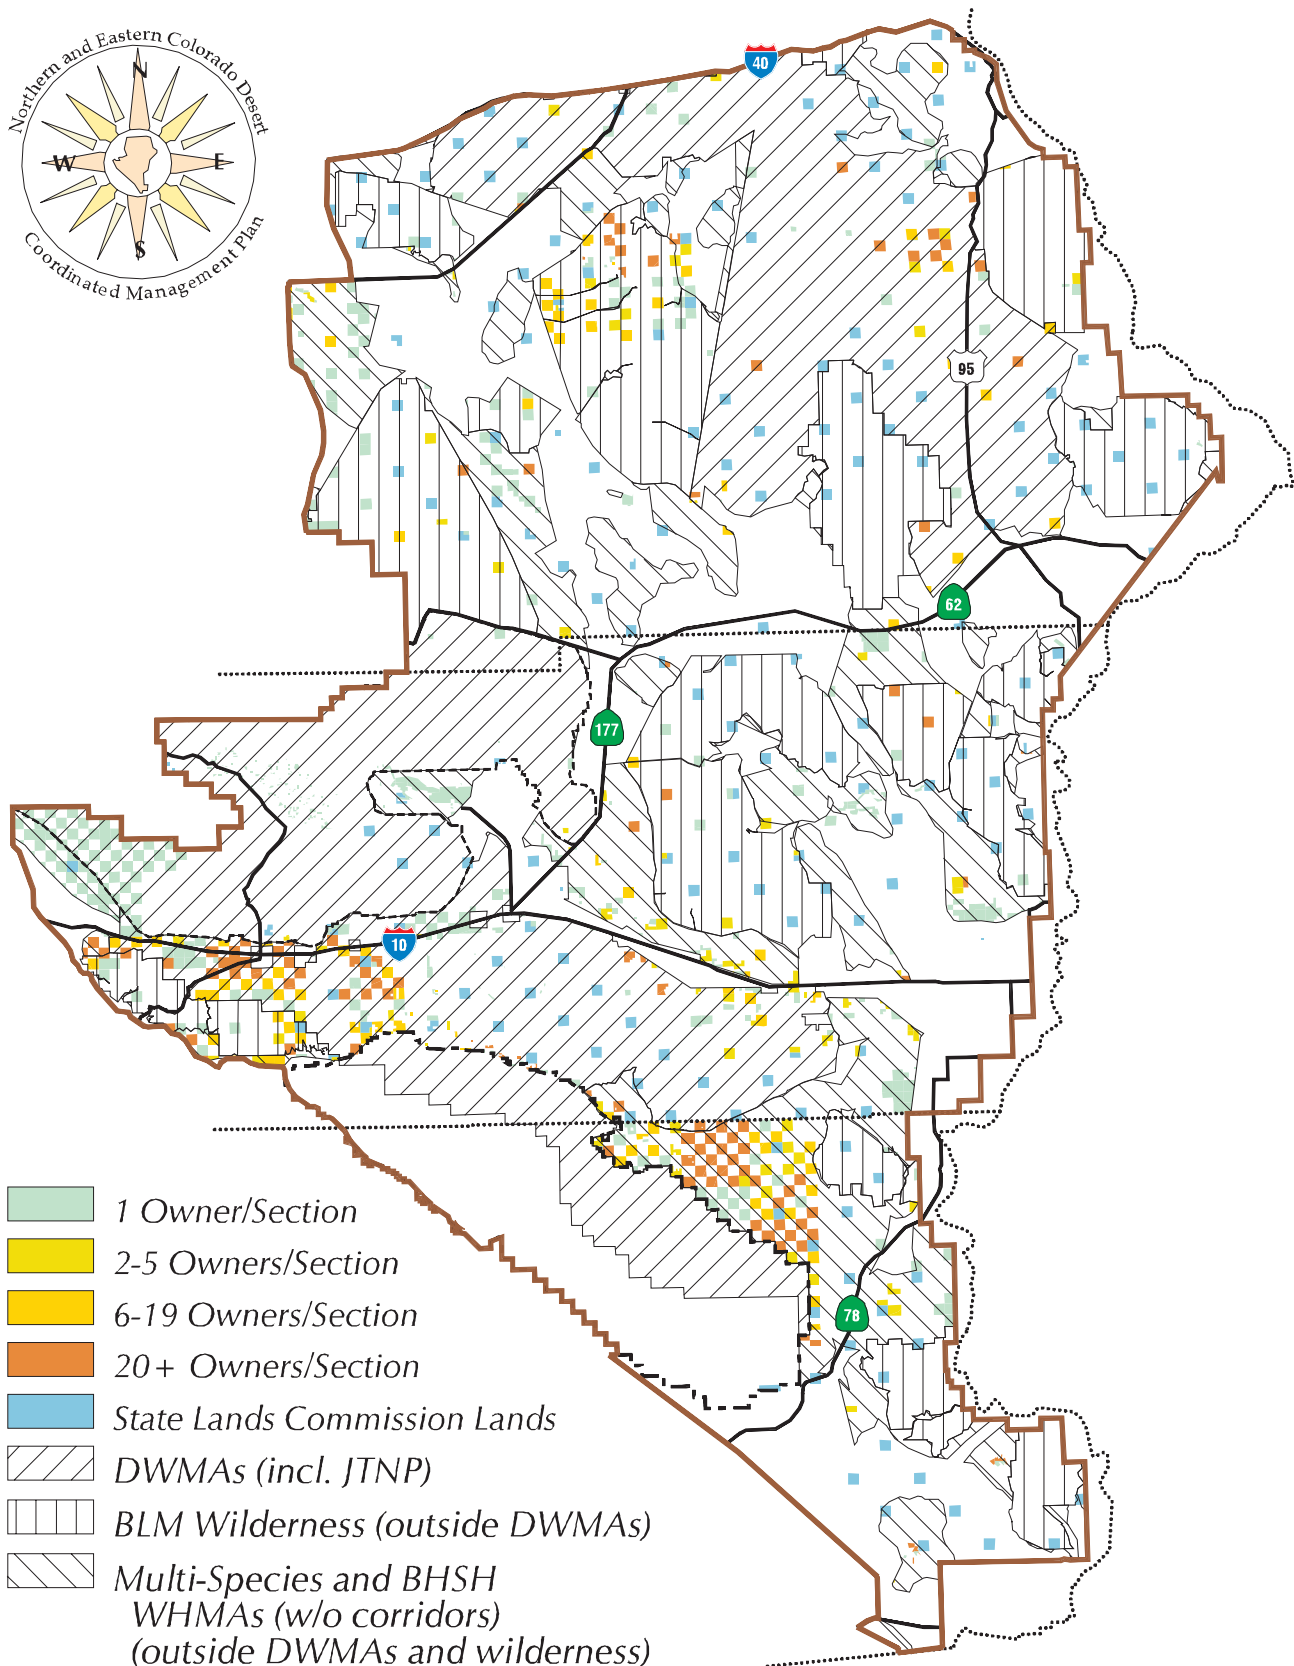 Northern and Eastern Colorado Desert
N
W
E
S
Coordinated Management Plan
40
95
62
177
10
78
1 Owner/Section
2-5 Owners/Section
6-19 Owners/Section
20+ Owners/Section
State Lands Commission Lands
DWMAs (incl. JTNP)
BLM Wilderness (outside DWMAs)
Multi-Species and BHSH
WHMAs (w/o corridors)
(outside DWMAs and wilderness)